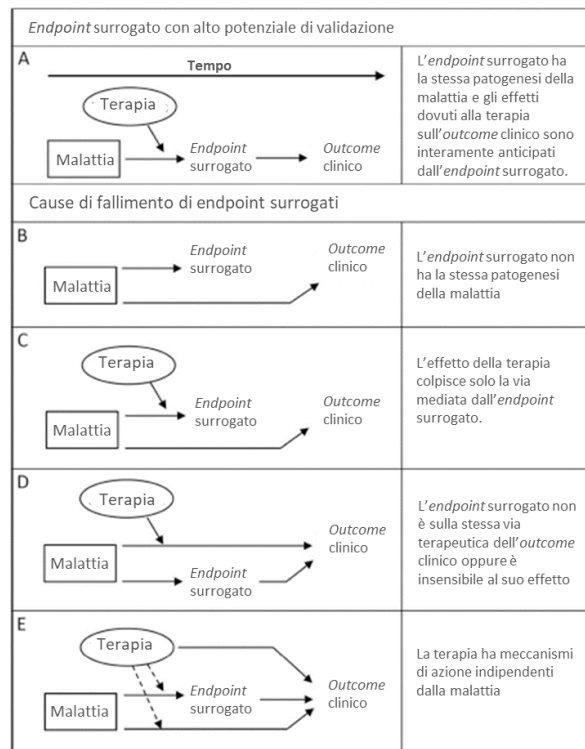 Endpoint surrogato con alto potenziale di validazione
A
Tempo
Terapia
Malattia
Endpoint
surrogato
Outcome
clinico
L'endpoint surrogato ha
la stessa patogenesi della
malattia e gli effetti
dovuti alla terapia
sull'outcome clinico sono
interamente anticipati
dall'endpoint surrogato.
Cause di fallimento di endpoint surrogati
B
Malattia
Endpoint
surrogato
Outcome
clinico
L'endpoint surrogato non
ha la stessa patogenesi
della malattia
C
Terapia
Malattia
Endpoint
surrogato
Outcome
clinico
L'effetto della terapia
colpisce solo la via
mediata dall'endpoint
surrogato.
D
Terapia
Malattia
Endpoint
surrogato
Outcome
clinico
L'endpoint surrogato non
è sulla stessa via
terapeutica dell'outcome
clinico oppure è
insensibile al suo effetto
E
Terapia
Malattia
Endpoint
surrogato
Outcome
clinico
La terapia ha meccanismi
di azione indipendenti
dalla malattia